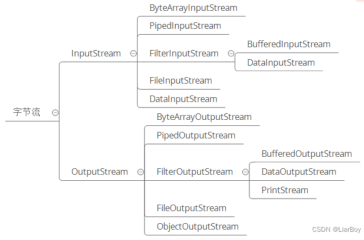 ByteArrayInputStream
PipedInputStream
InputStream
FilterInputStream
BufferedInputStream
DataInputStream
FileInputStream
DataInputStream
字节流
ByteArrayOutputStream
PipedOutputStream
OutputStream
FilterOutputStream
BufferedOutputStream
DataOutputStream
PrintStream
FileOutputStream
ObjectOutputStream
CSDN @LiarBoy